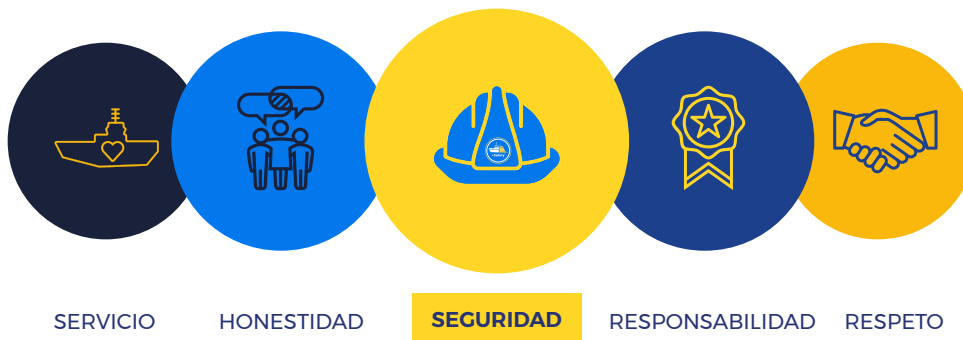 SERVICIO
HONESTIDAD
SEGURIDAD
RESPONSABILIDAD
RESPETO